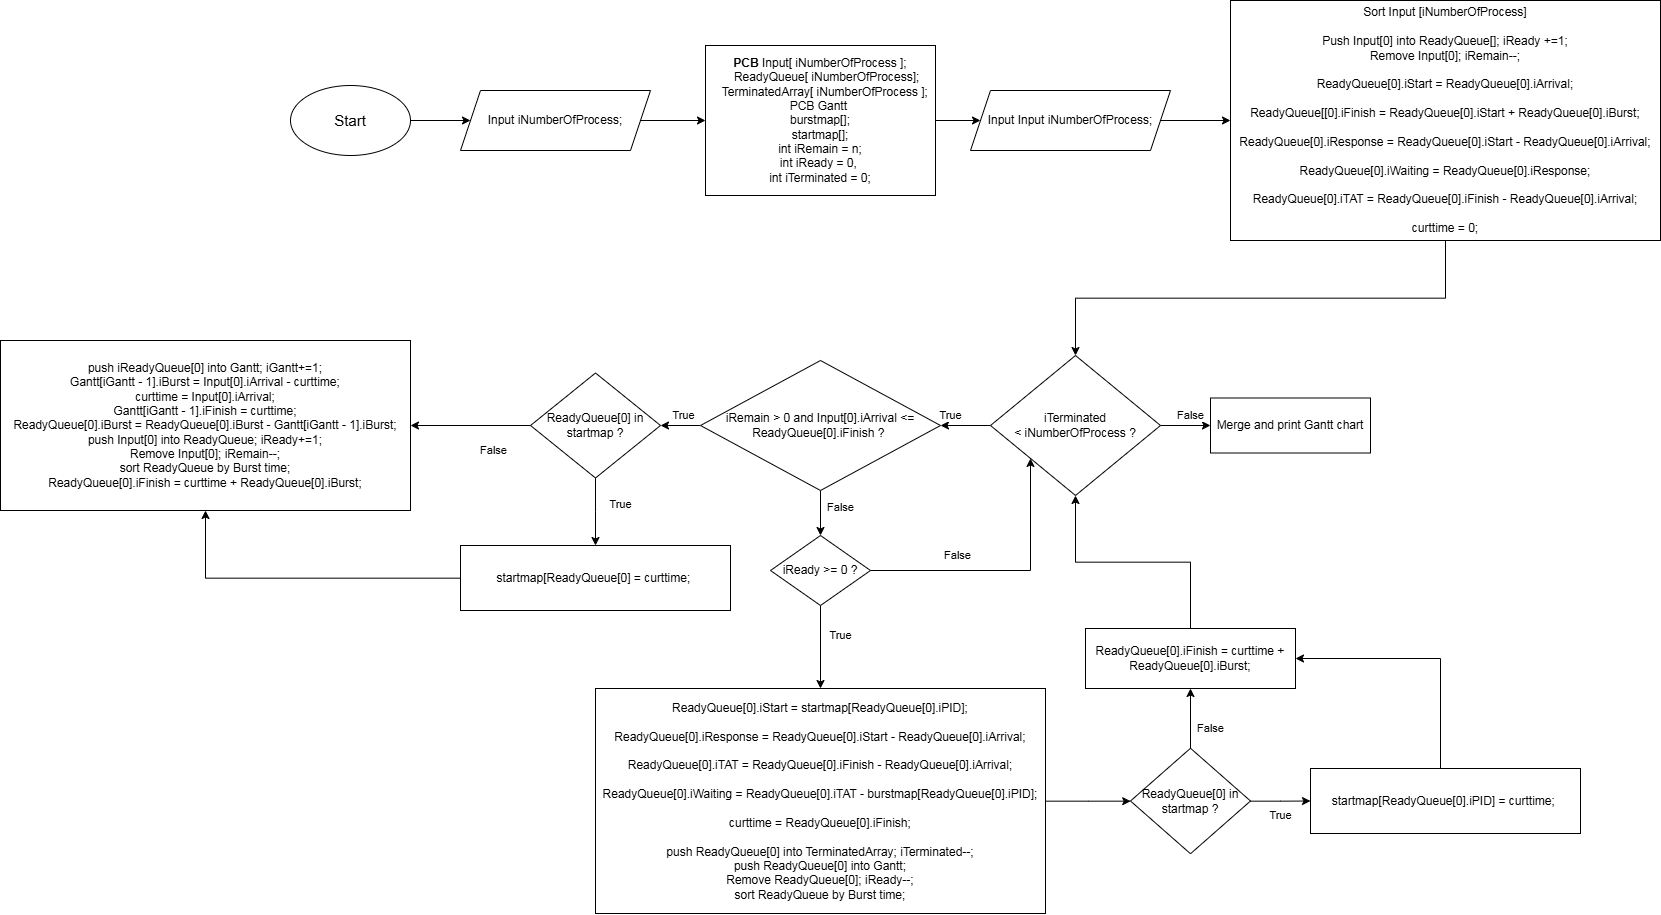 Start
Input iNumberOfProcess;
PCB Input[ iNumberOfProcess ];
ReadyQueue[ iNumberOfProcess];
TerminatedArray[ iNumberOfProcess ];
PCB Gantt
burstmap[];
startmap[];
int iRemain = n;
int iReady = 0,
int iTerminated = 0;
Input Input iNumberOfProcess;
Sort Input [iNumberOfProcess]
Push Input[0] into ReadyQueue[]; iReady +=1;
Remove Input[0]; iRemain--;
ReadyQueue[0].iStart = ReadyQueue[0].iArrival;
ReadyQueue[[0].iFinish = ReadyQueue[0].iStart + ReadyQueue[0].iBurst;
ReadyQueue[0].iResponse = ReadyQueue[0].iStart - ReadyQueue[0].iArrival;
ReadyQueue[0].iWaiting = ReadyQueue[0].iResponse;
ReadyQueue[0].iTAT = ReadyQueue[0].iFinish - ReadyQueue[0].iArrival;
curttime = 0;
iTerminated
< iNumberOfProcess ?
False
Merge and print Gantt chart
True
iRemain > 0 and Input[0].iArrival <=
ReadyQueue[0].iFinish ?
True
ReadyQueue[0] in
startmap ?
False
push iReadyQueue[0] into Gantt; iGantt+=1;
Gantt[iGantt - 1].iBurst = Input[0].iArrival - curttime;
curttime = Input[0].iArrival;
Gantt[iGantt - 1].iFinish = curttime;
ReadyQueue[0].iBurst = ReadyQueue[0].iBurst - Gantt[iGantt - 1].iBurst;
push Input[0] into ReadyQueue; iReady+=1;
Remove Input[0]; iRemain--;
sort ReadyQueue by Burst time;
ReadyQueue[0].iFinish = curttime + ReadyQueue[0].iBurst;
True
startmap[ReadyQueue[0] = curttime;
False
iReady >= 0 ?
False
True
ReadyQueue[0].iStart = startmap[ReadyQueue[0].iPID];
ReadyQueue[0].iResponse = ReadyQueue[0].iStart - ReadyQueue[0].iArrival;
ReadyQueue[0].iTAT = ReadyQueue[0].iFinish - ReadyQueue[0].iArrival;
ReadyQueue[0].iWaiting = ReadyQueue[0].iTAT - burstmap[ReadyQueue[0].iPID];
curttime = ReadyQueue[0].iFinish;
push ReadyQueue[0] into TerminatedArray; iTerminated--;
push ReadyQueue[0] into Gantt;
Remove ReadyQueue[0]; iReady--;
sort ReadyQueue by Burst time;
ReadyQueue[0] in
startmap ?
True
startmap[ReadyQueue[0].iPID] = curttime;
False
ReadyQueue[0].iFinish = curttime +
ReadyQueue[0].iBurst;